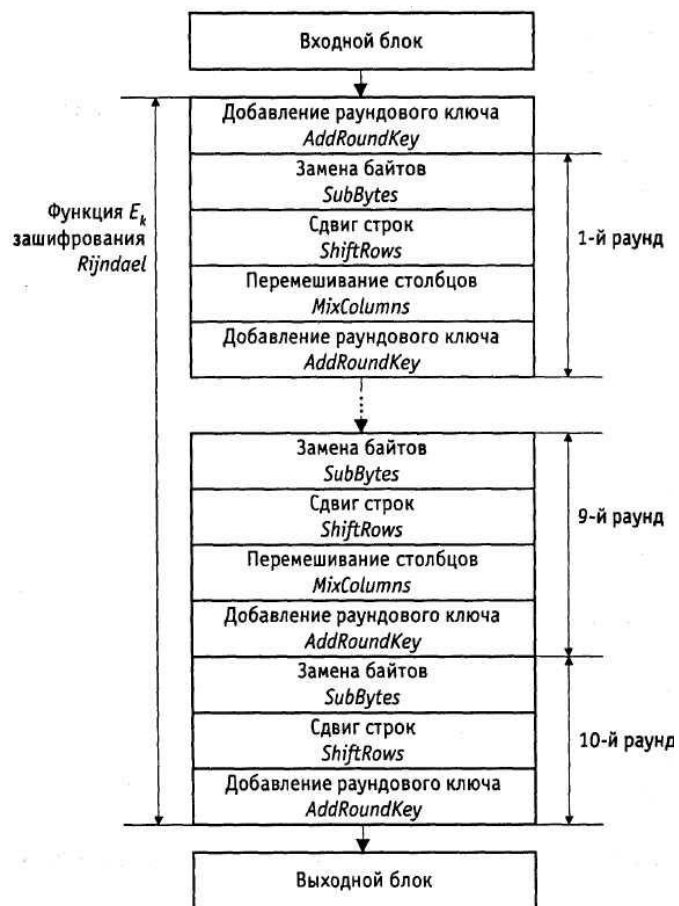 Входной блок
Добавление раундового ключа
AddRoundKey
Замена байтов
SubBytes
Функция E_k
зашифрования
Rijndael
Сдвиг строк
ShiftRows
1-й раунд
Перемешивание столбцов
MixColumns
Добавление раундового ключа
AddRoundKey
Замена байтов
SubBytes
Сдвиг строк
ShiftRows
9-й раунд
Перемешивание столбцов
MixColumns
Добавление раундового ключа
AddRoundKey
Замена байтов
SubBytes
Сдвиг строк
ShiftRows
10-й раунд
Добавление раундового ключа
AddRoundKey
Выходной блок